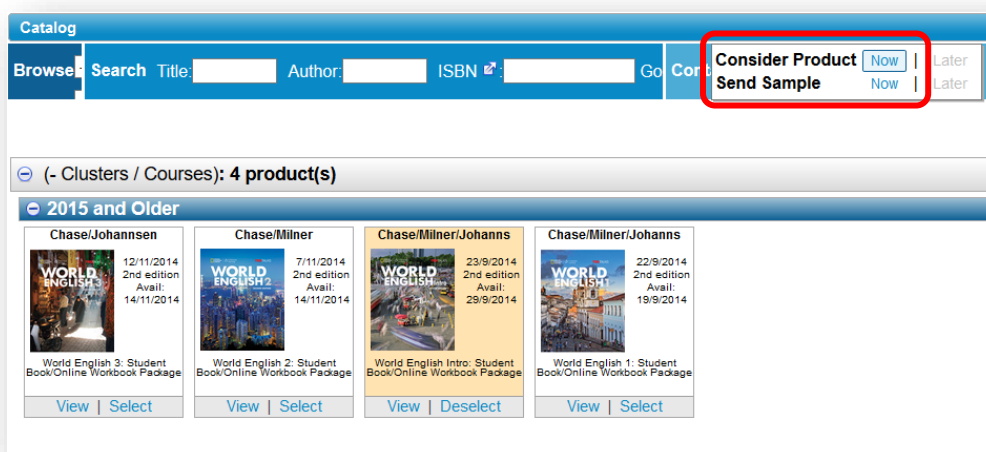 Catalog
Browse Search Title: Author: ISBN : Go Cont Consider Product Now | Later
Send Sample Now | Later
(- Clusters / Courses): 4 product(s)
2015 and Older
Chase/Johannsen
WORLD ENGLISH 3
12/11/2014
2nd edition
Avail:
14/11/2014
World English 3: Student
Book/Online Workbook Package
View | Select
Chase/Milner
WORLD ENGLISH 2
7/11/2014
2nd edition
Avail:
14/11/2014
World English 2: Student
Book/Online Workbook Package
View | Select
Chase/Milner/Johanns
WORLD ENGLISH
23/9/2014
2nd edition
Avail:
29/9/2014
World English Intro: Student
Book/Online Workbook Package
View | Deselect
Chase/Milner/Johanns
WORLD ENGLISH 1
22/9/2014
2nd edition
Avail:
19/9/2014
World English 1: Student
Book/Online Workbook Package
View | Select